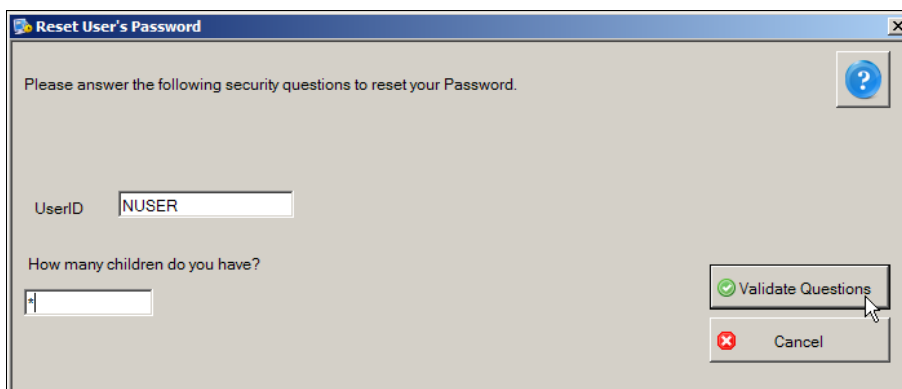 Reset User's Password
Please answer the following security questions to reset your Password.
?
UserID
NUSER
How many children do you have?
*
Validate Questions
Cancel